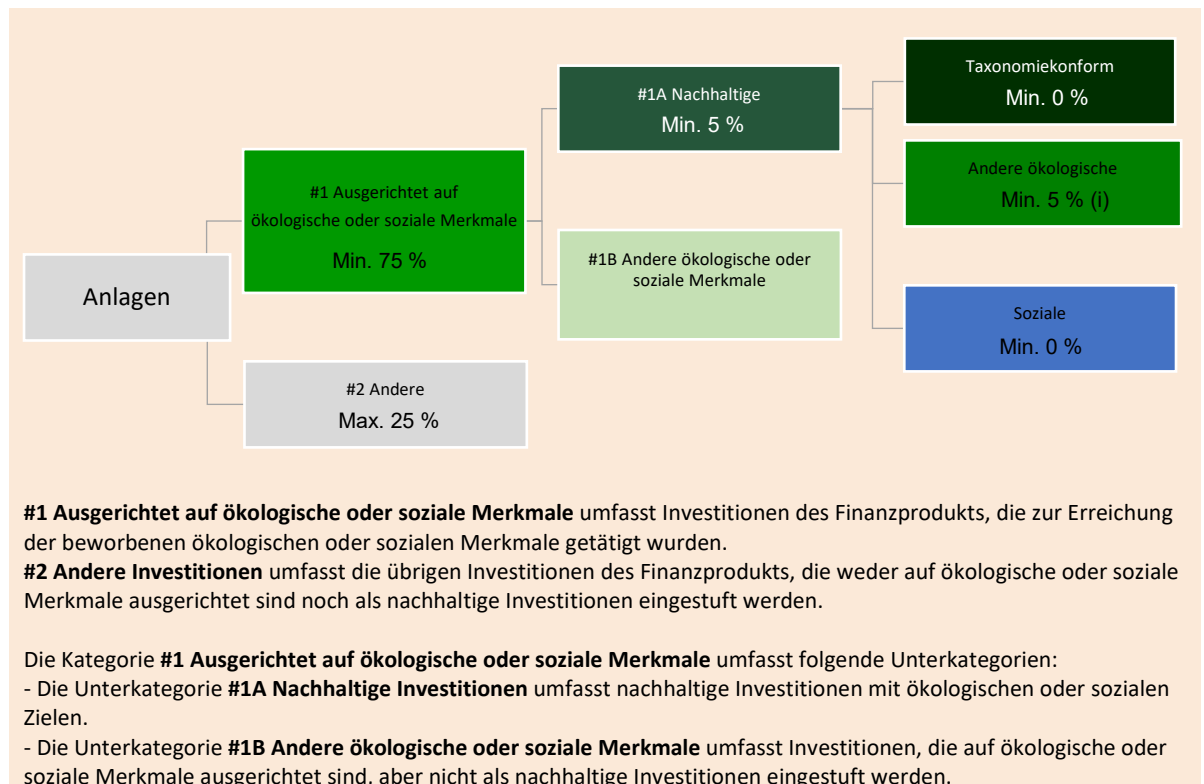 Anlagen
#1 Ausgerichtet auf
ökologische oder soziale Merkmale
Min. 75 %
#2 Andere
Max. 25 %
#1A Nachhaltige
Min. 5 %
#1B Andere ökologische oder
soziale Merkmale
Taxonomiekonform
Min. 0 %
Andere ökologische
Min. 5 % (i)
Soziale
Min. 0 %
#1 Ausgerichtet auf ökologische oder soziale Merkmale umfasst Investitionen des Finanzprodukts, die zur Erreichung
der beworbenen ökologischen oder sozialen Merkmale getätigt wurden.
#2 Andere Investitionen umfasst die übrigen Investitionen des Finanzprodukts, die weder auf ökologische oder soziale
Merkmale ausgerichtet sind noch als nachhaltige Investitionen eingestuft werden.
Die Kategorie #1 Ausgerichtet auf ökologische oder soziale Merkmale umfasst folgende Unterkategorien:
- Die Unterkategorie #1A Nachhaltige Investitionen umfasst nachhaltige Investitionen mit ökologischen oder sozialen
Zielen.
- Die Unterkategorie #1B Andere ökologische oder soziale Merkmale umfasst Investitionen, die auf ökologische oder
soziale Merkmale ausgerichtet sind, aber nicht als nachhaltige Investitionen eingestuft werden.